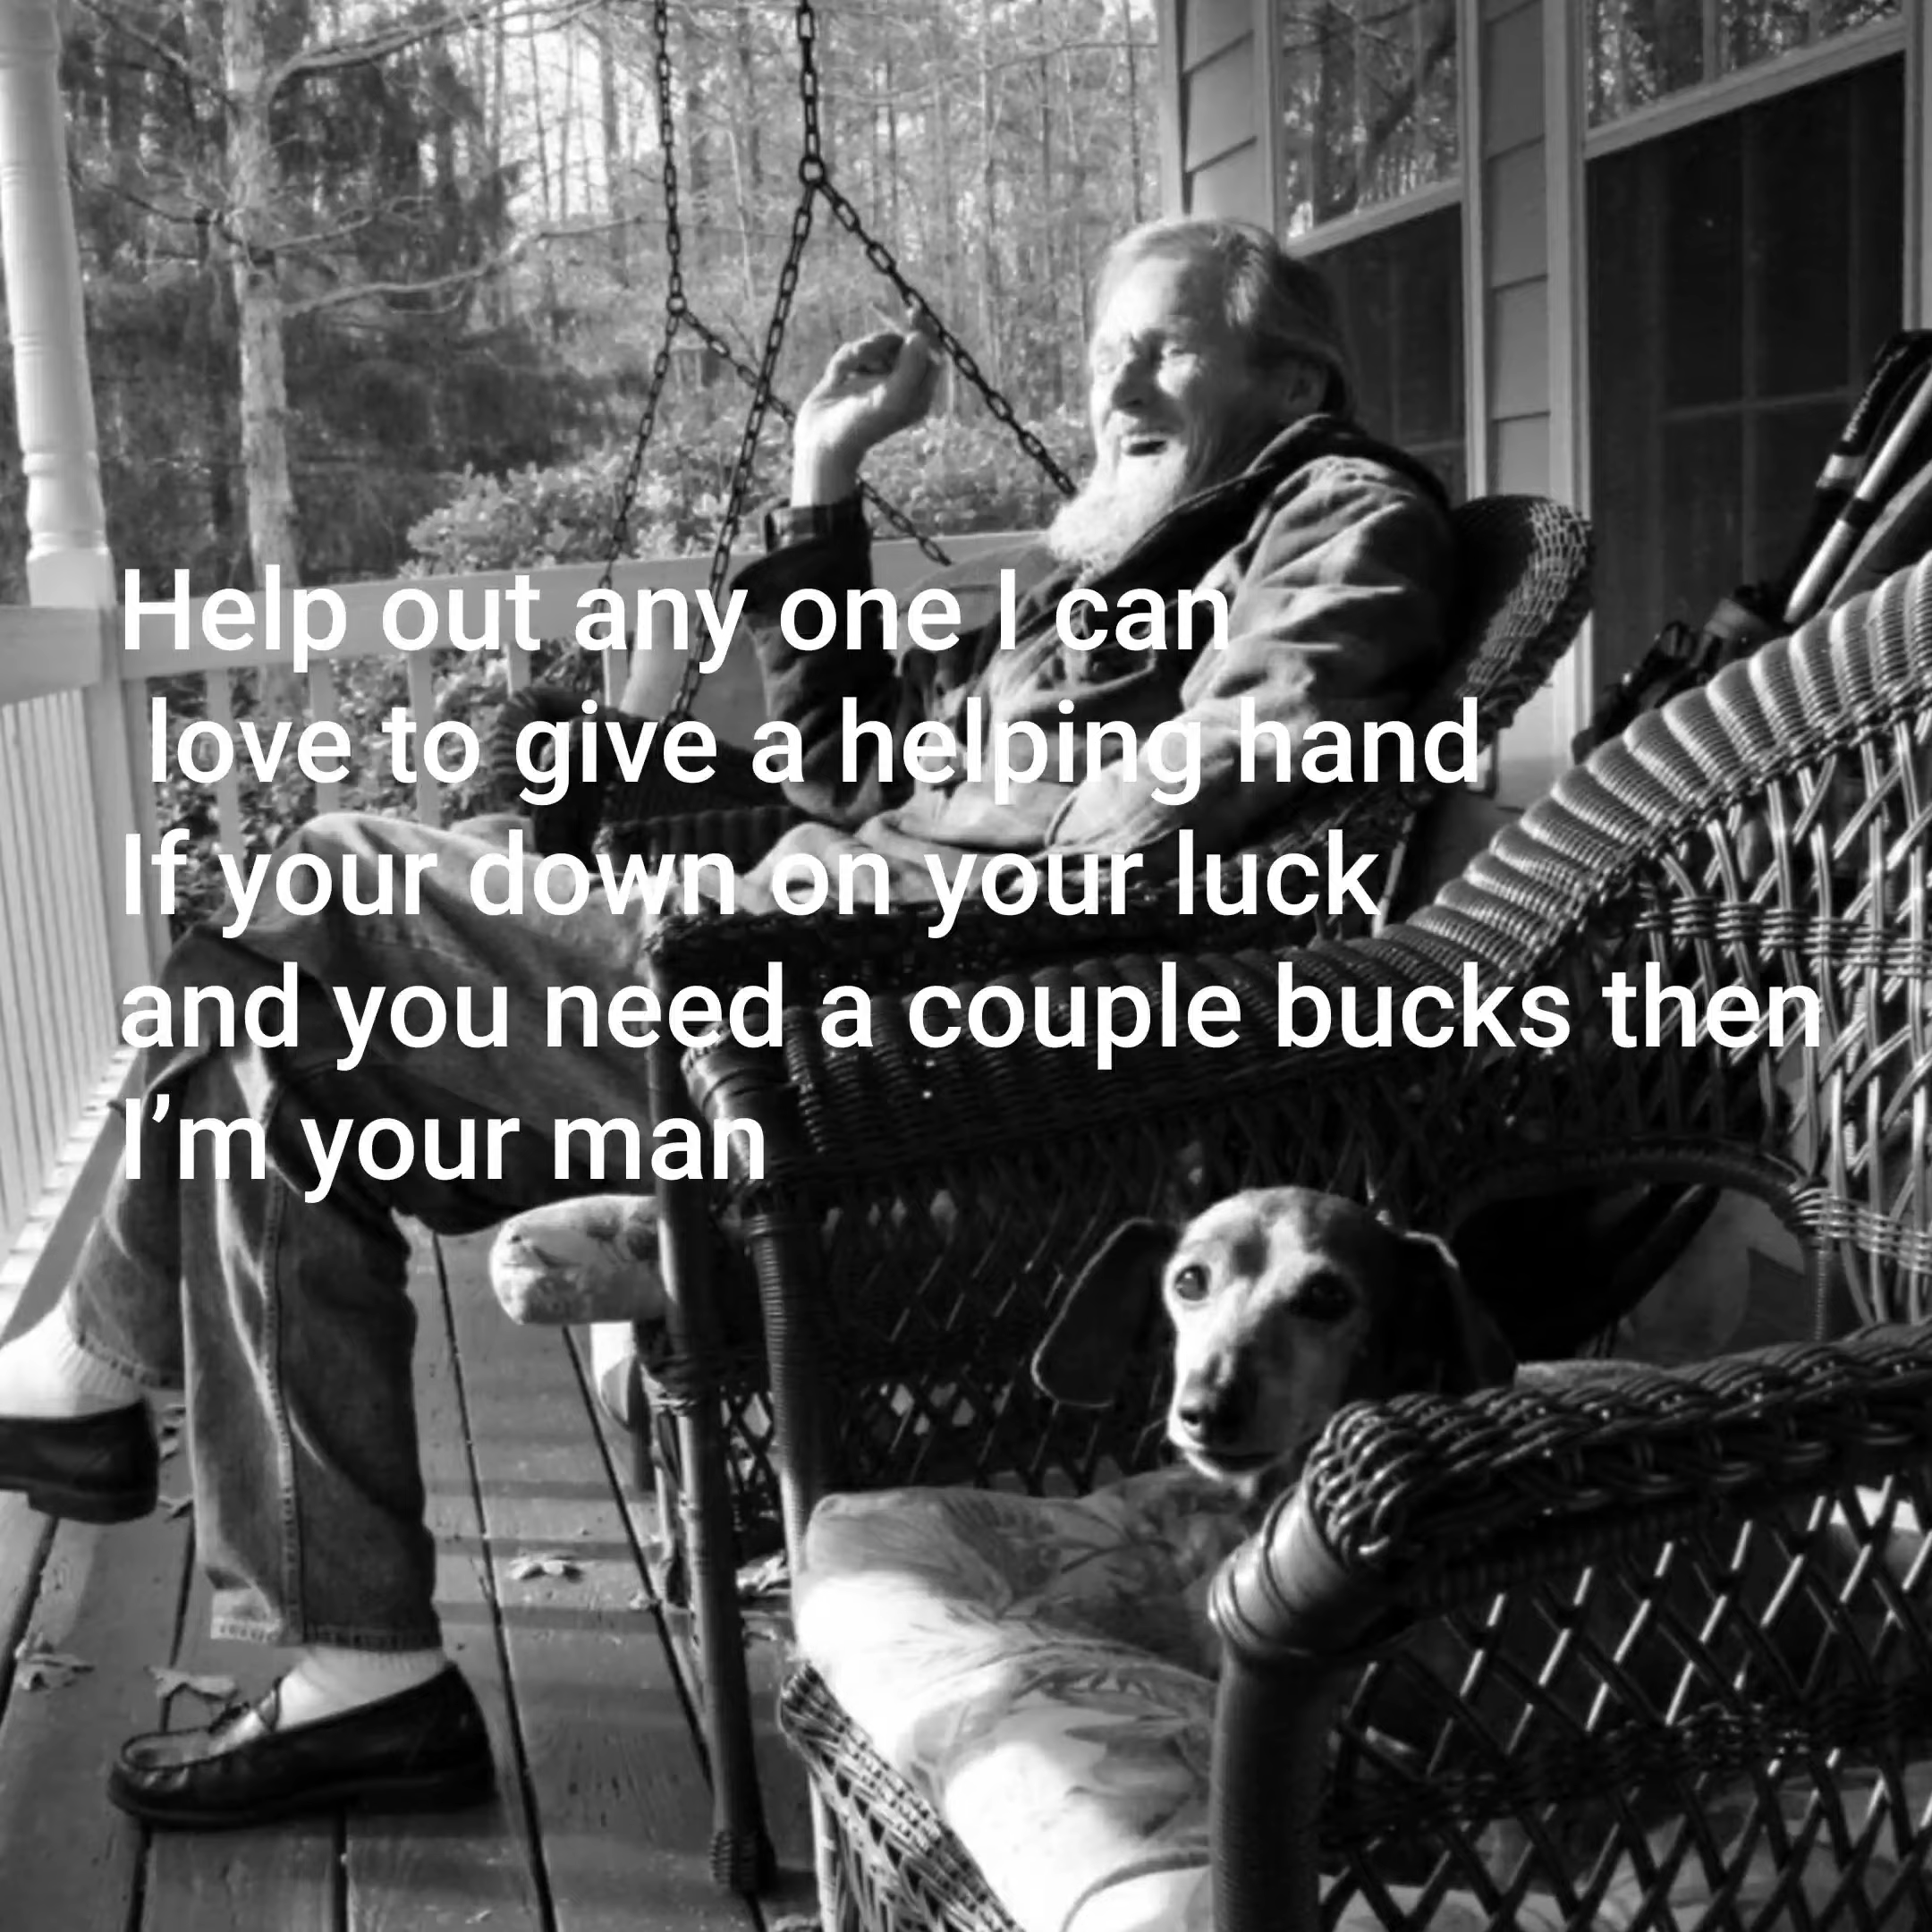 Help out any one I can
love to give a helping hand
If your down on your luck
and you need a couple bucks then
I'm your man